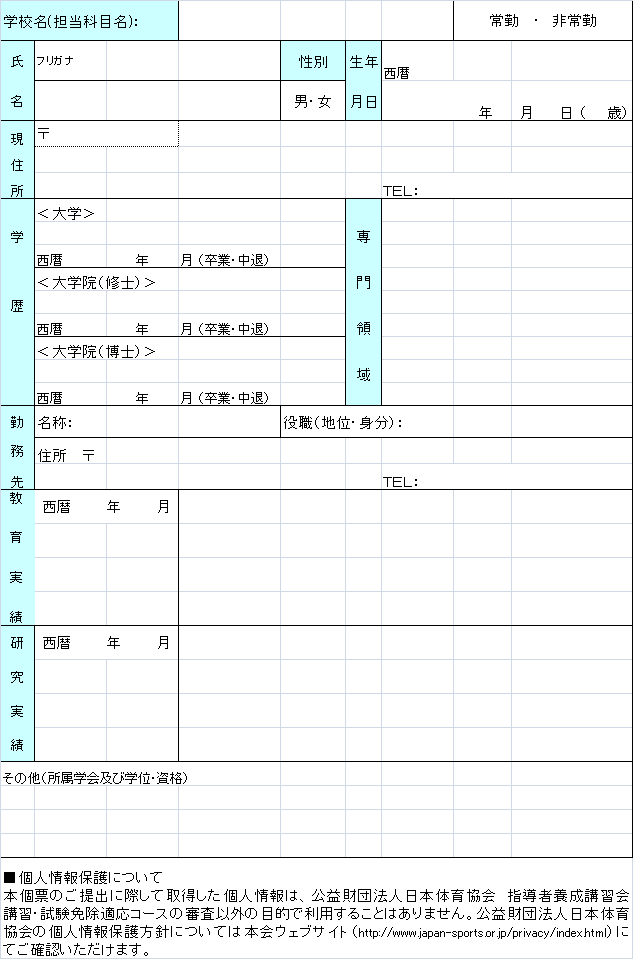 学校名(担当科目名):
常勤 ・ 非常勤
氏名
フリガナ
性別
男・女
生年月日
西暦
年 月 日 ( 歳)
現住所
〒
TEL:
学歴
<大学>
西暦 年 月 (卒業・中退)
<大学院(修士)>
西暦 年 月 (卒業・中退)
<大学院(博士)>
西暦 年 月 (卒業・中退)
専門領域
勤務先
名称:
役職(地位・身分):
住所 〒
TEL:
教育実績
西暦 年 月
研究実績
西暦 年 月
その他(所属学会及び学位・資格)
■個人情報保護について
本個票のご提出に際して取得した個人情報は、公益財団法人日本体育協会 指導者養成講習会
講習・試験免除適応コースの審査以外の目的で利用することはありません。公益財団法人日本体育
協会の個人情報保護方針については本会ウェブサイト(http://www.japan-sports.or.jp/privacy/index.html)に
てご確認いただけます。